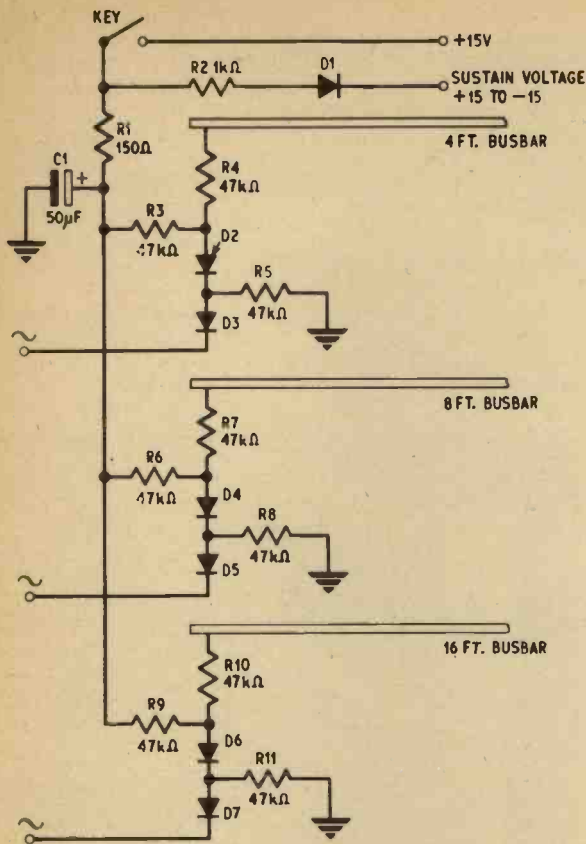 KEY
+15V
R2 1kΩ
D1
SUSTAIN VOLTAGE
+15 TO -15
R1
150Ω
4 FT. BUSBAR
C1
+
50μF
R4
47kΩ
R3
47kΩ
D2
R5
47kΩ
D3
~
8 FT. BUSBAR
R7
47kΩ
R6
47kΩ
D4
R8
47kΩ
D5
~
16 FT. BUSBAR
R10
47kΩ
R9
47kΩ
D6
R11
47kΩ
D7
~